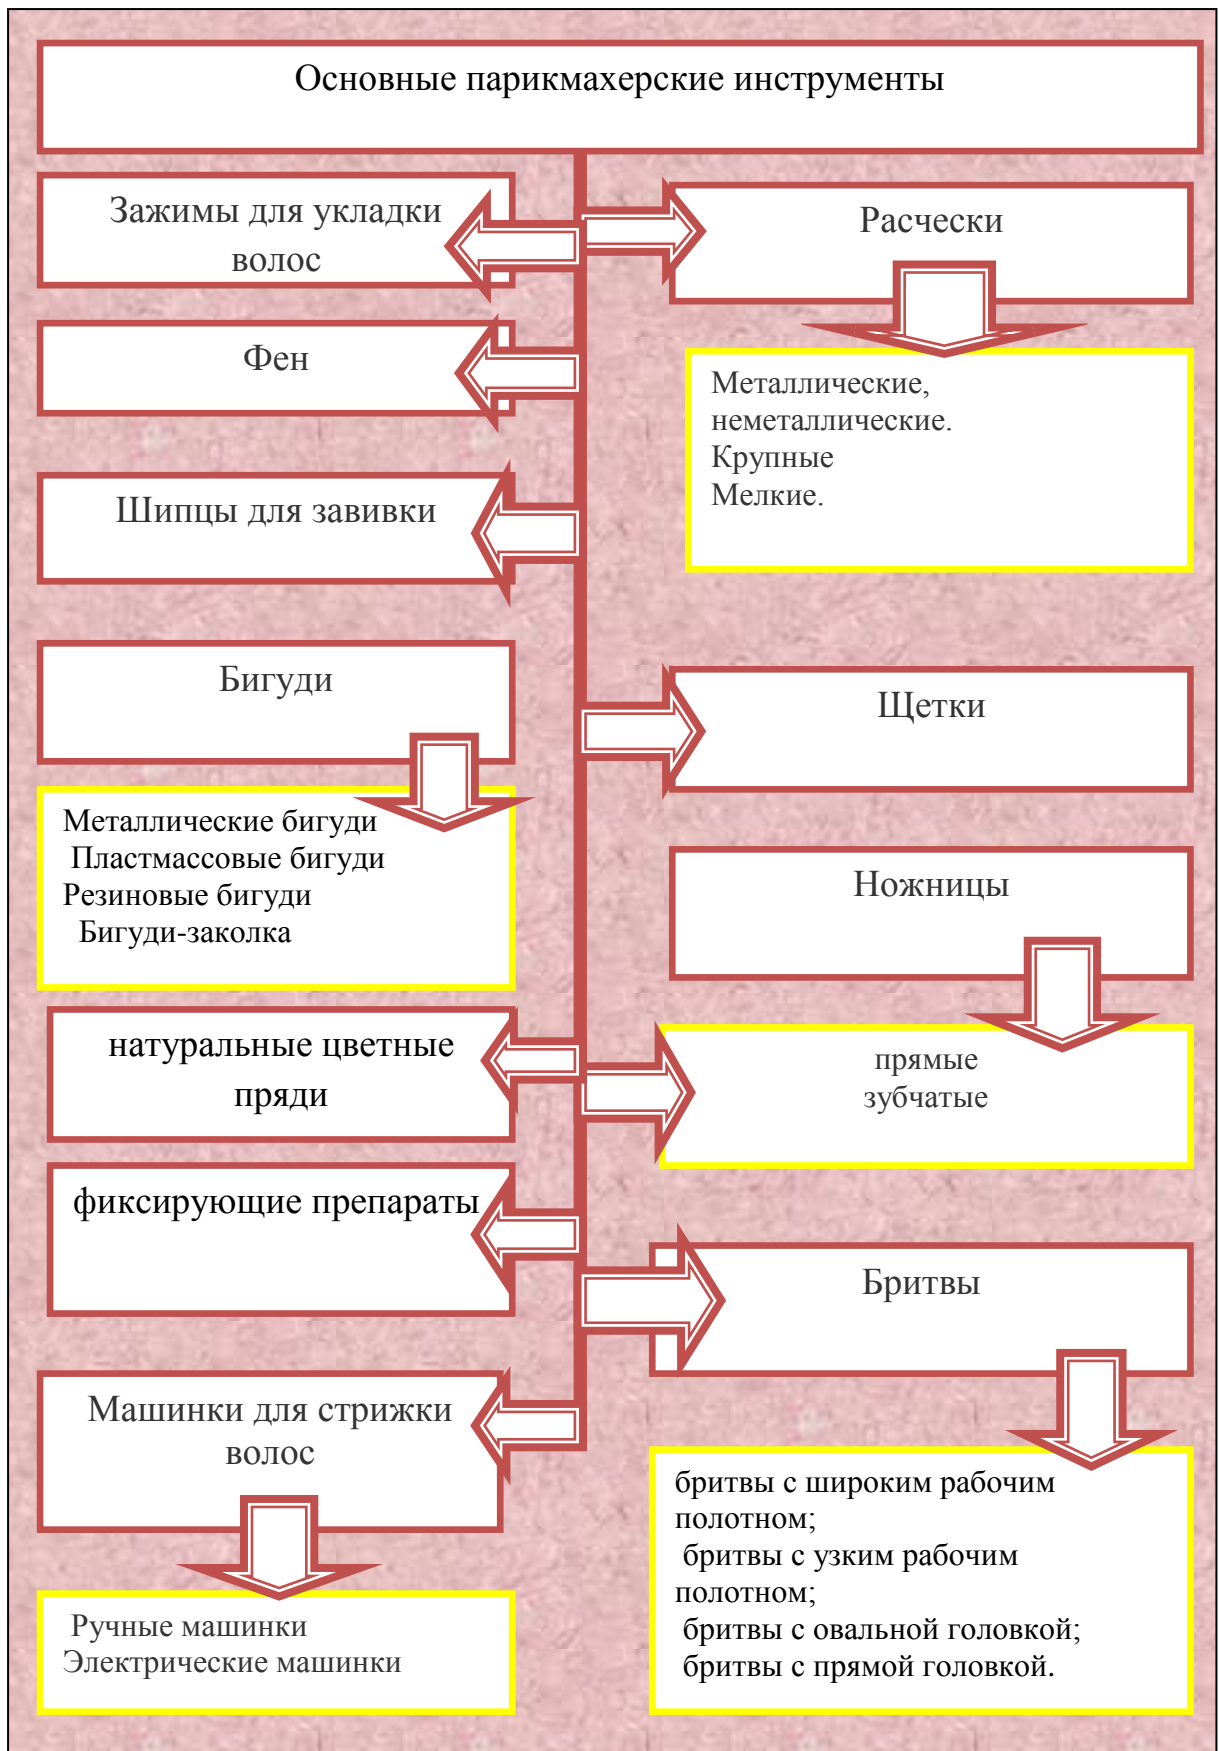 Основные парикмахерские инструменты
Зажимы для укладки
волос
Расчески
Фен
Металлические,
неметаллические.
Крупные
Мелкие.
Шипцы для завивки
Бигуди
Щетки
Металлические бигуди
Пластмассовые бигуди
Резиновые бигуди
Бигуди-заколка
Ножницы
натуральные цветные
пряди
прямые
зубчатые
фиксирующие препараты
Бритвы
Машинки для стрижки
волос
бритвы с широким рабочим
полотном;
бритвы с узким рабочим
полотном;
бритвы с овальной головкой;
бритвы с прямой головкой.
Ручные машинки
Электрические машинки